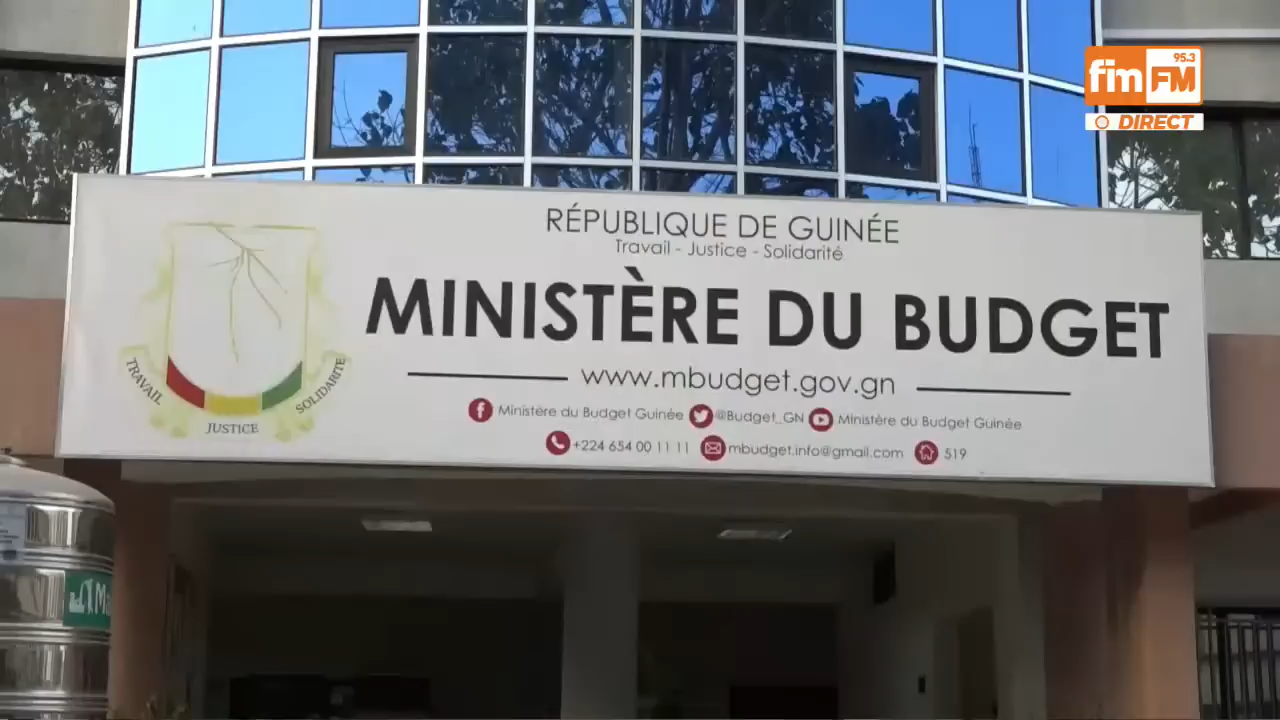 95.3
fim FM
DIRECT
RÉPUBLIQUE DE GUINÉE
Travail - Justice - Solidarité
MINISTÈRE DU BUDGET
www.mbudget.gov.gn
Ministère du Budget Guinée @Budget_GN Ministère du Budget Guinée
+224 654 00 11 11 mbudget.info@gmail.com 519
TRAVAIL
JUSTICE
SOLIDARITE